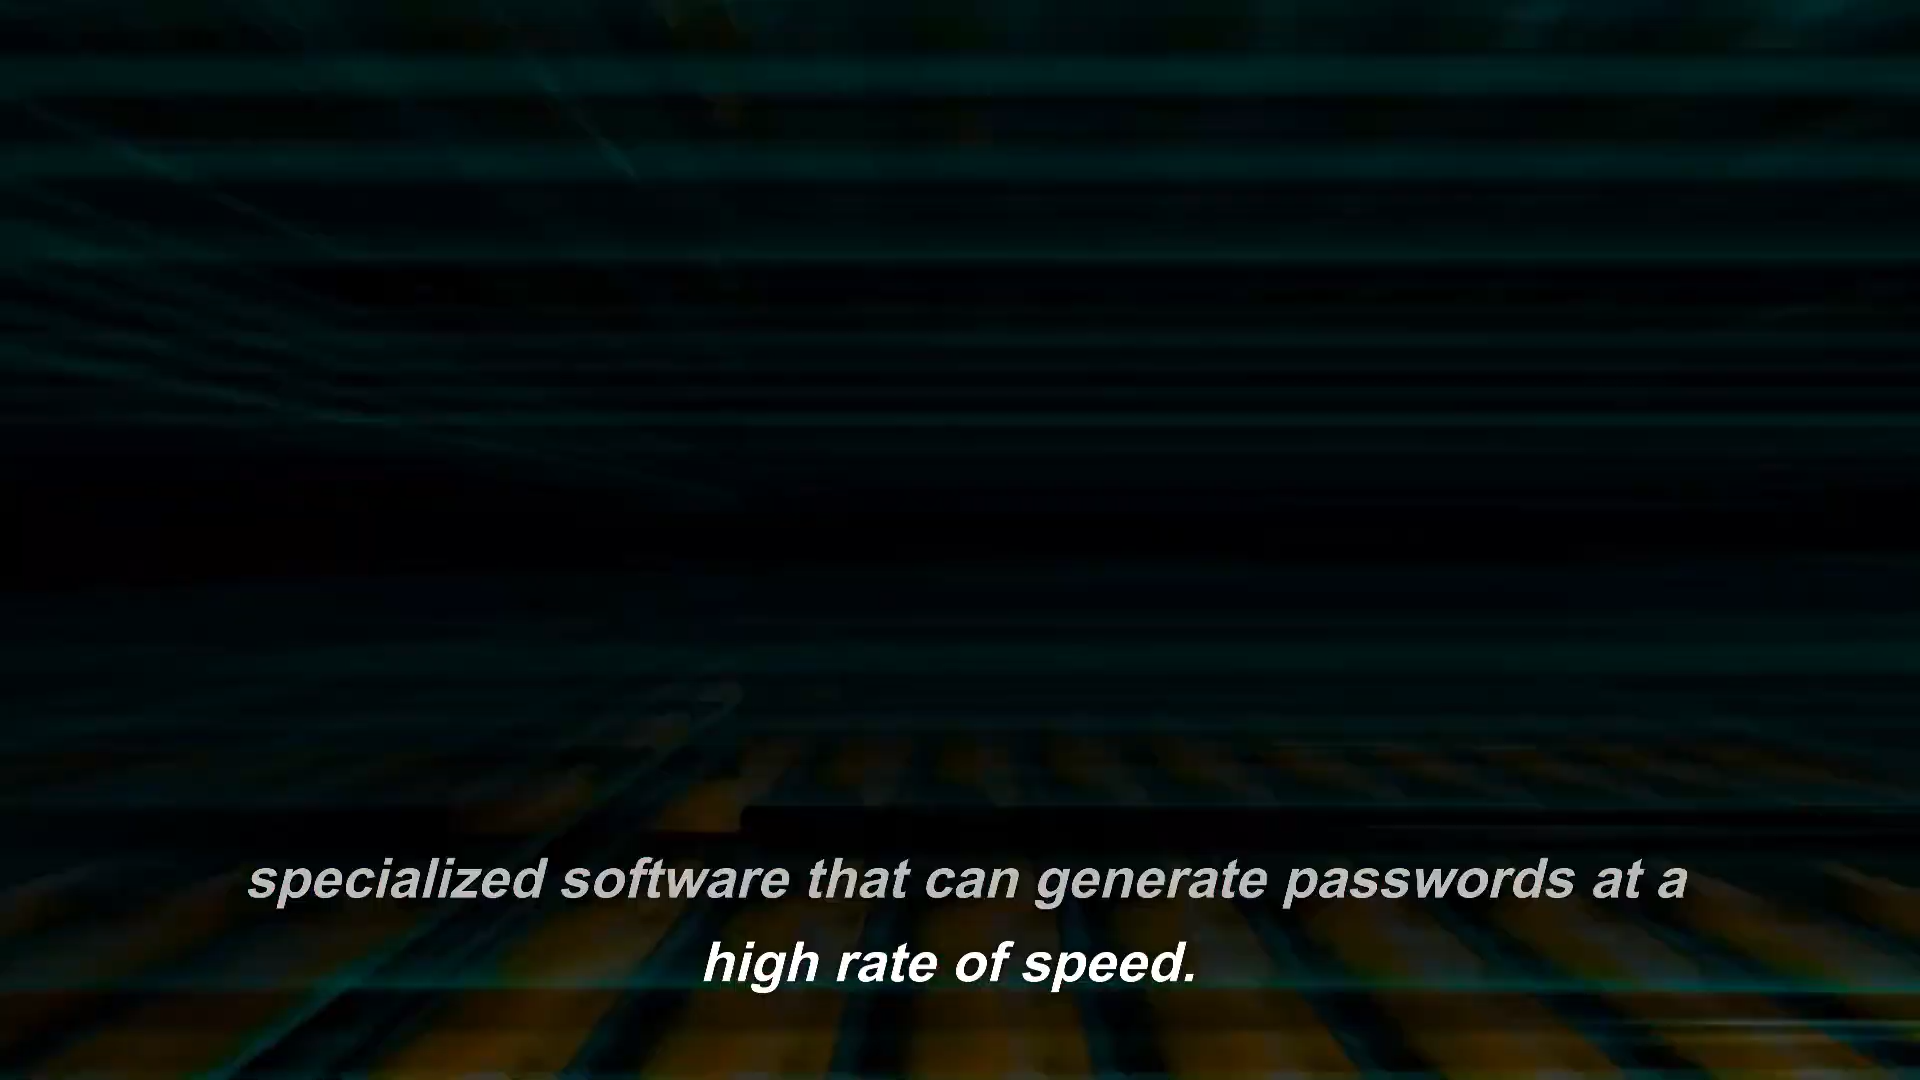 specialized software that can generate passwords at a
high rate of speed.